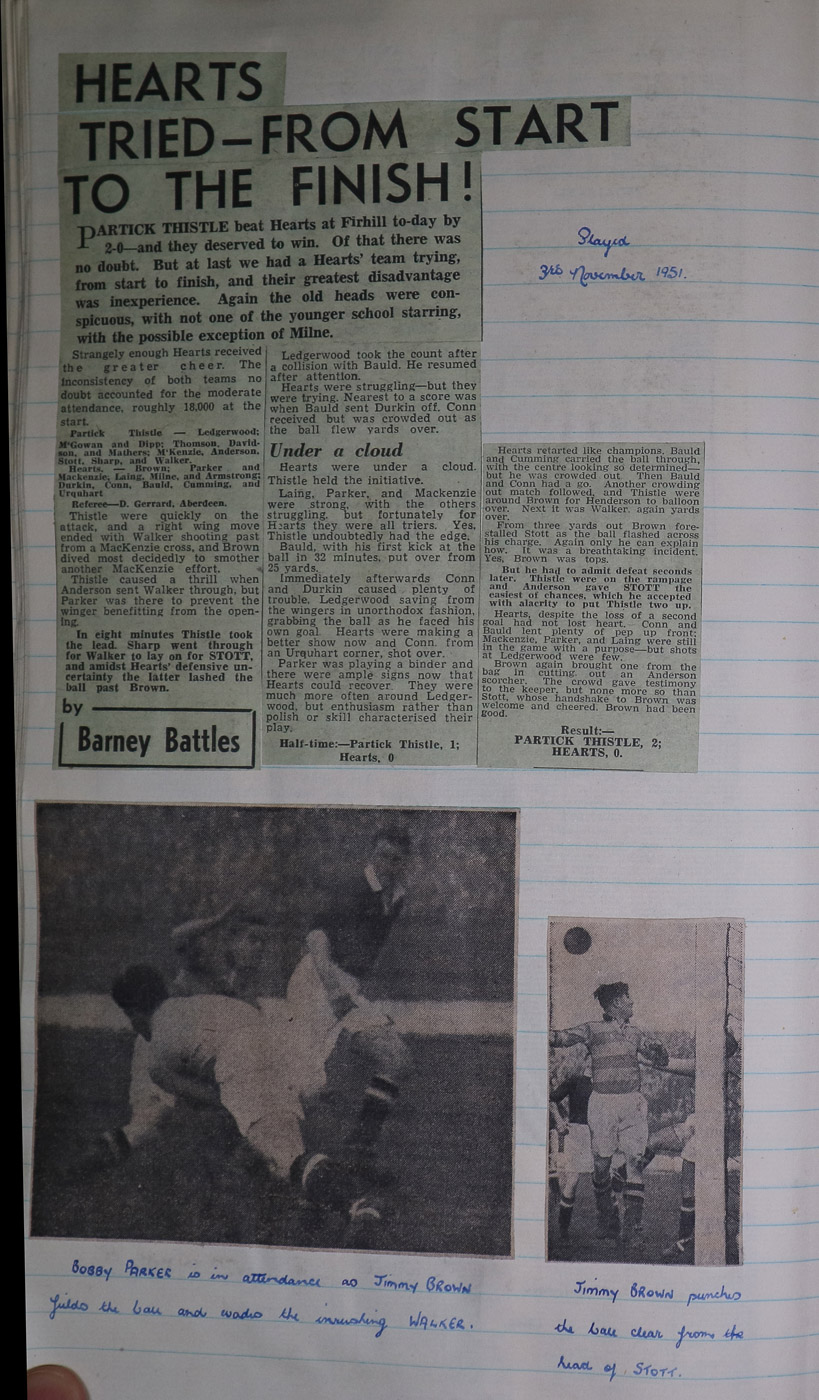 HEARTS
TRIED—FROM START
TO THE FINISH!
PARTICK THISTLE beat Hearts at Firhill to-day by
2-0—and they deserved to win. Of that there was
no doubt. But at last we had a Hearts' team trying,
from start to finish, and their greatest disadvantage
was inexperience. Again the old heads were con-
spicuous, with not one of the younger school starring,
with the possible exception of Milne.
Strangely enough Hearts received
the greater cheer. The
inconsistency of both teams no
doubt accounted for the moderate
attendance, roughly 18,000 at the
start.
Partick Thistle — Ledgerwood;
M'Gowan and Dipp; Thomson, David-
son, and Mathers; M'Kenzie, Anderson,
Stott, Sharp, and Walker.
Hearts. — Brown; Parker and
Mackenzie; Laing, Milne, and Armstrong;
Durkin, Conn, Bauld, Cumming, and
Urquhart
Referee—D. Gerrard, Aberdeen.
Thistle were quickly on the
attack, and a right wing move
ended with Walker shooting past
from a MacKenzie cross, and Brown
dived most decidedly to smother
another MacKenzie effort.
Thistle caused a thrill when
Anderson sent Walker through, but
Parker was there to prevent the
winger benefitting from the open-
ing.
In eight minutes Thistle took
the lead. Sharp went through
for Walker to lay on for STOTT,
and amidst Hearts' defensive un-
certainty the latter lashed the
ball past Brown.
by
Barney Battles
Ledgerwood took the count after
a collision with Bauld. He resumed
after attention.
Hearts were struggling—but they
were trying. Nearest to a score was
when Bauld sent Durkin off. Conn
received but was crowded out as
the ball flew yards over.
Under a cloud
Hearts were under a cloud.
Thistle held the initiative.
Laing, Parker, and Mackenzie
were strong, with the others
struggling, but fortunately for
Hearts they were all triers. Yes,
Thistle undoubtedly had the edge.
Bauld, with his first kick at the
ball in 32 minutes, put over from
25 yards.
Immediately afterwards Conn
and Durkin caused plenty of
trouble, Ledgerwood saving from
the wingers in unorthodox fashion,
grabbing the ball as he faced his
own goal. Hearts were making a
better show now and Conn, from
an Urquhart corner, shot over.
Parker was playing a binder and
there were ample signs now that
Hearts could recover. They were
much more often around Ledger-
wood, but enthusiasm rather than
polish or skill characterised their
play.
Half-time:—Partick Thistle, 1;
Hearts, 0
Played
3rd November 1951.
Hearts retarted like champions. Bauld
and Cumming carried the ball through,
with the centre looking so determined—
but he was crowded out. Then Bauld
and Conn had a go. Another crowding
out match followed, and Thistle were
around Brown for Henderson to balloon
over. Next it was Walker, again yards
over.
From three yards out Brown fore-
stalled Stott as the ball flashed across
his charge. Again only he can explain
how. It was a breathtaking incident.
Yes, Brown was tops.
But he had to admit defeat seconds
later. Thistle were on the rampage
and Anderson gave STOTT the
easiest of chances, which he accepted
with alacrity to put Thistle two up.
Hearts, despite the loss of a second
goal had not lost heart. Conn and
Bauld lent plenty of pep up front;
Mackenzie, Parker, and Laing were still
in the game with a purpose—but shots
at Ledgerwood were few.
Brown again brought one from the
bag in cutting out an Anderson
scorcher. The crowd gave testimony
to the keeper, but none more so than
Stott, whose handshake to Brown was
welcome and cheered. Brown had been
good.
Result:—
PARTICK THISTLE, 2;
HEARTS, 0.
BOBBY PARKER is in attendance as Jimmy BROWN
fields the ball and evades the inrushing WALKER.
Jimmy BROWN punches
the ball clear from the
head of STOTT.